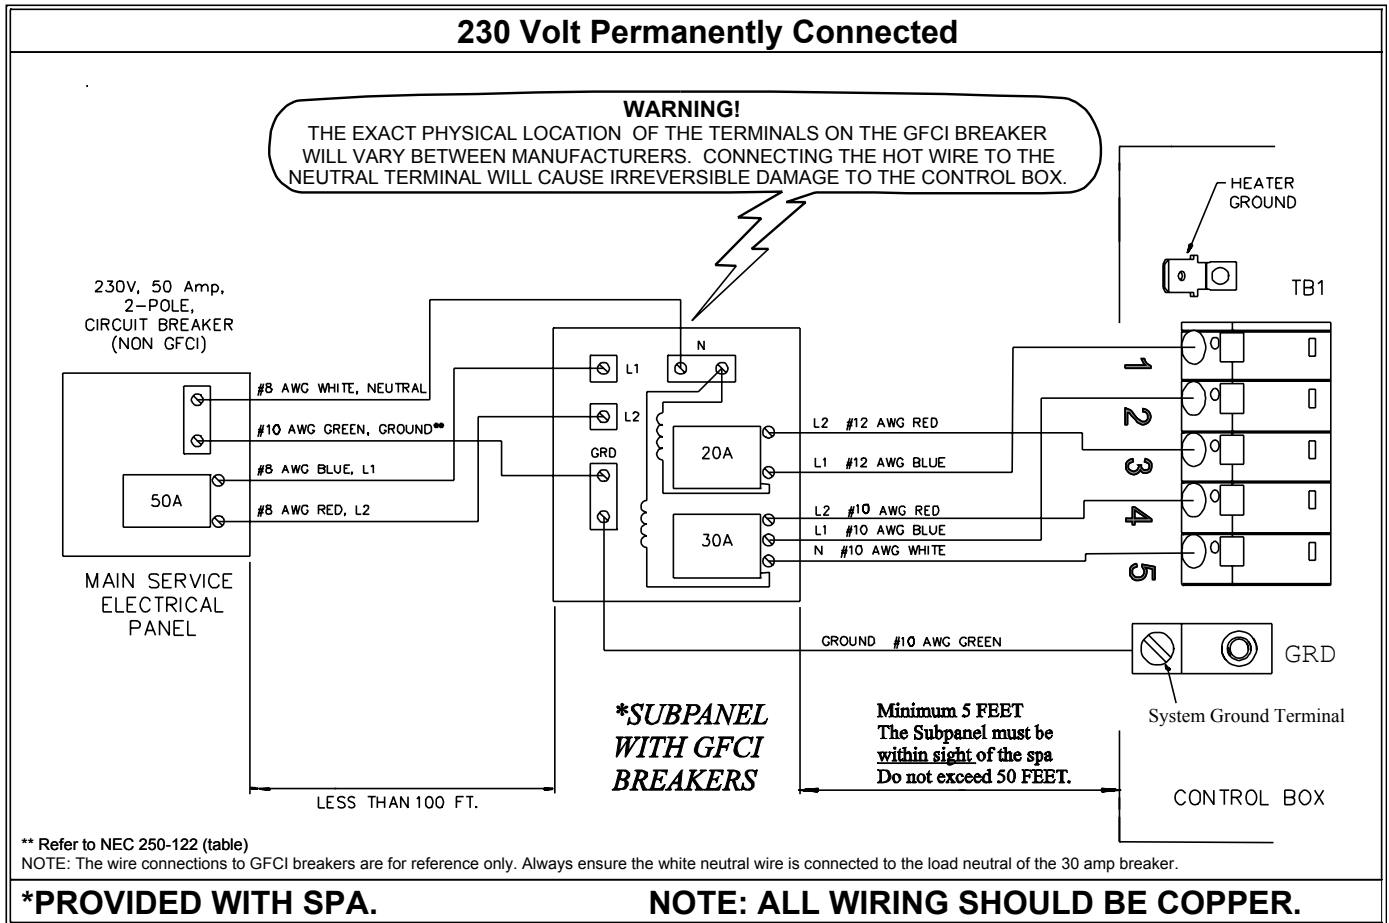 230 Volt Permanently Connected
WARNING!
THE EXACT PHYSICAL LOCATION OF THE TERMINALS ON THE GFCI BREAKER
WILL VARY BETWEEN MANUFACTURERS. CONNECTING THE HOT WIRE TO THE
NEUTRAL TERMINAL WILL CAUSE IRREVERSIBLE DAMAGE TO THE CONTROL BOX.
HEATER
GROUND
TB1
230V, 50 Amp,
2-POLE,
CIRCUIT BREAKER
(NON GFCI)
#8 AWG WHITE, NEUTRAL
#10 AWG GREEN, GROUND**
#8 AWG BLUE, L1
#8 AWG RED, L2
50A
MAIN SERVICE
ELECTRICAL
PANEL
N
L1
L2
GRD
20A
30A
L2 #12 AWG RED
L1 #12 AWG BLUE
L2 #10 AWG RED
L1 #10 AWG BLUE
N #10 AWG WHITE
1
2
3
4
5
GROUND #10 AWG GREEN
GRD
System Ground Terminal
*SUBPANEL
WITH GFCI
BREAKERS
Minimum 5 FEET
The Subpanel must be
within sight of the spa
Do not exceed 50 FEET.
LESS THAN 100 FT.
CONTROL BOX
** Refer to NEC 250-122 (table)
NOTE: The wire connections to GFCI breakers are for reference only. Always ensure the white neutral wire is connected to the load neutral of the 30 amp breaker.
*PROVIDED WITH SPA.
NOTE: ALL WIRING SHOULD BE COPPER.